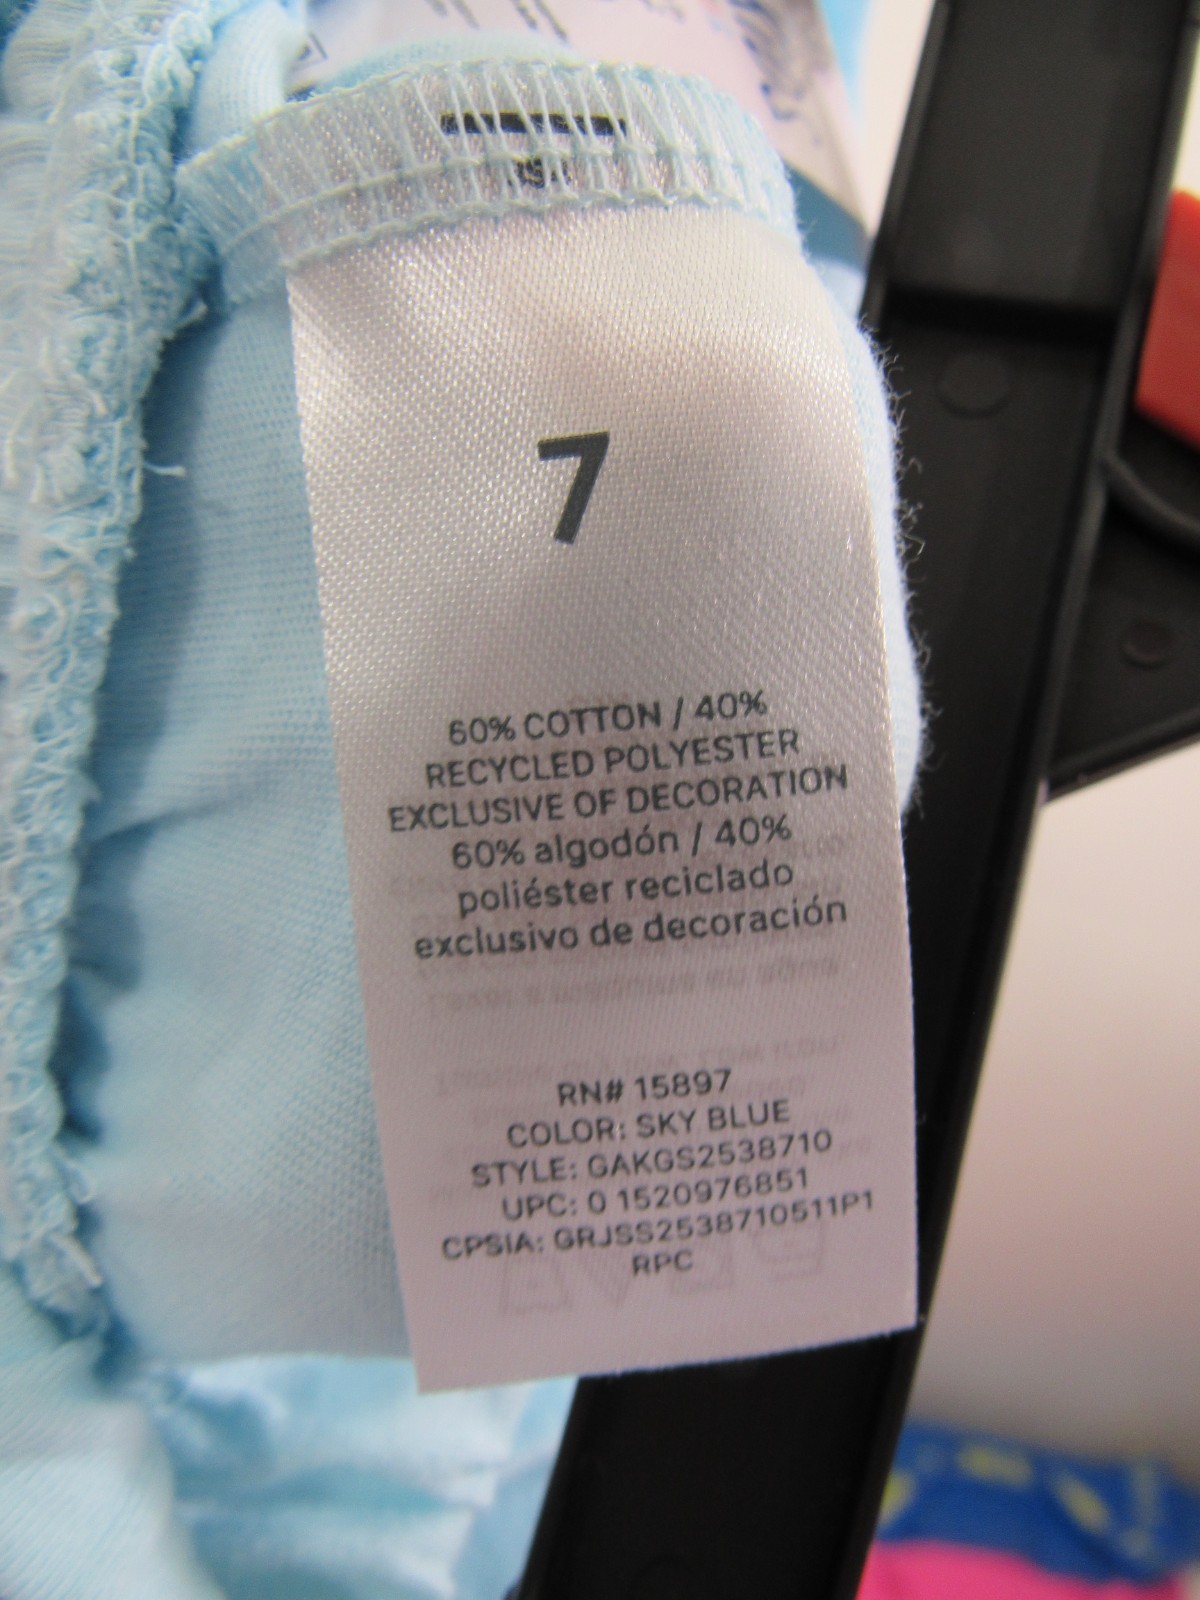 7
60% COTTON / 40%
RECYCLED POLYESTER
EXCLUSIVE OF DECORATION
60% algodón / 40%
poliéster reciclado
exclusivo de decoración
RN# 15897
COLOR: SKY BLUE
STYLE: GAKGS2538710
UPC: 0 1520976851
CPSIA: GRJSS2538710511P1
RPC